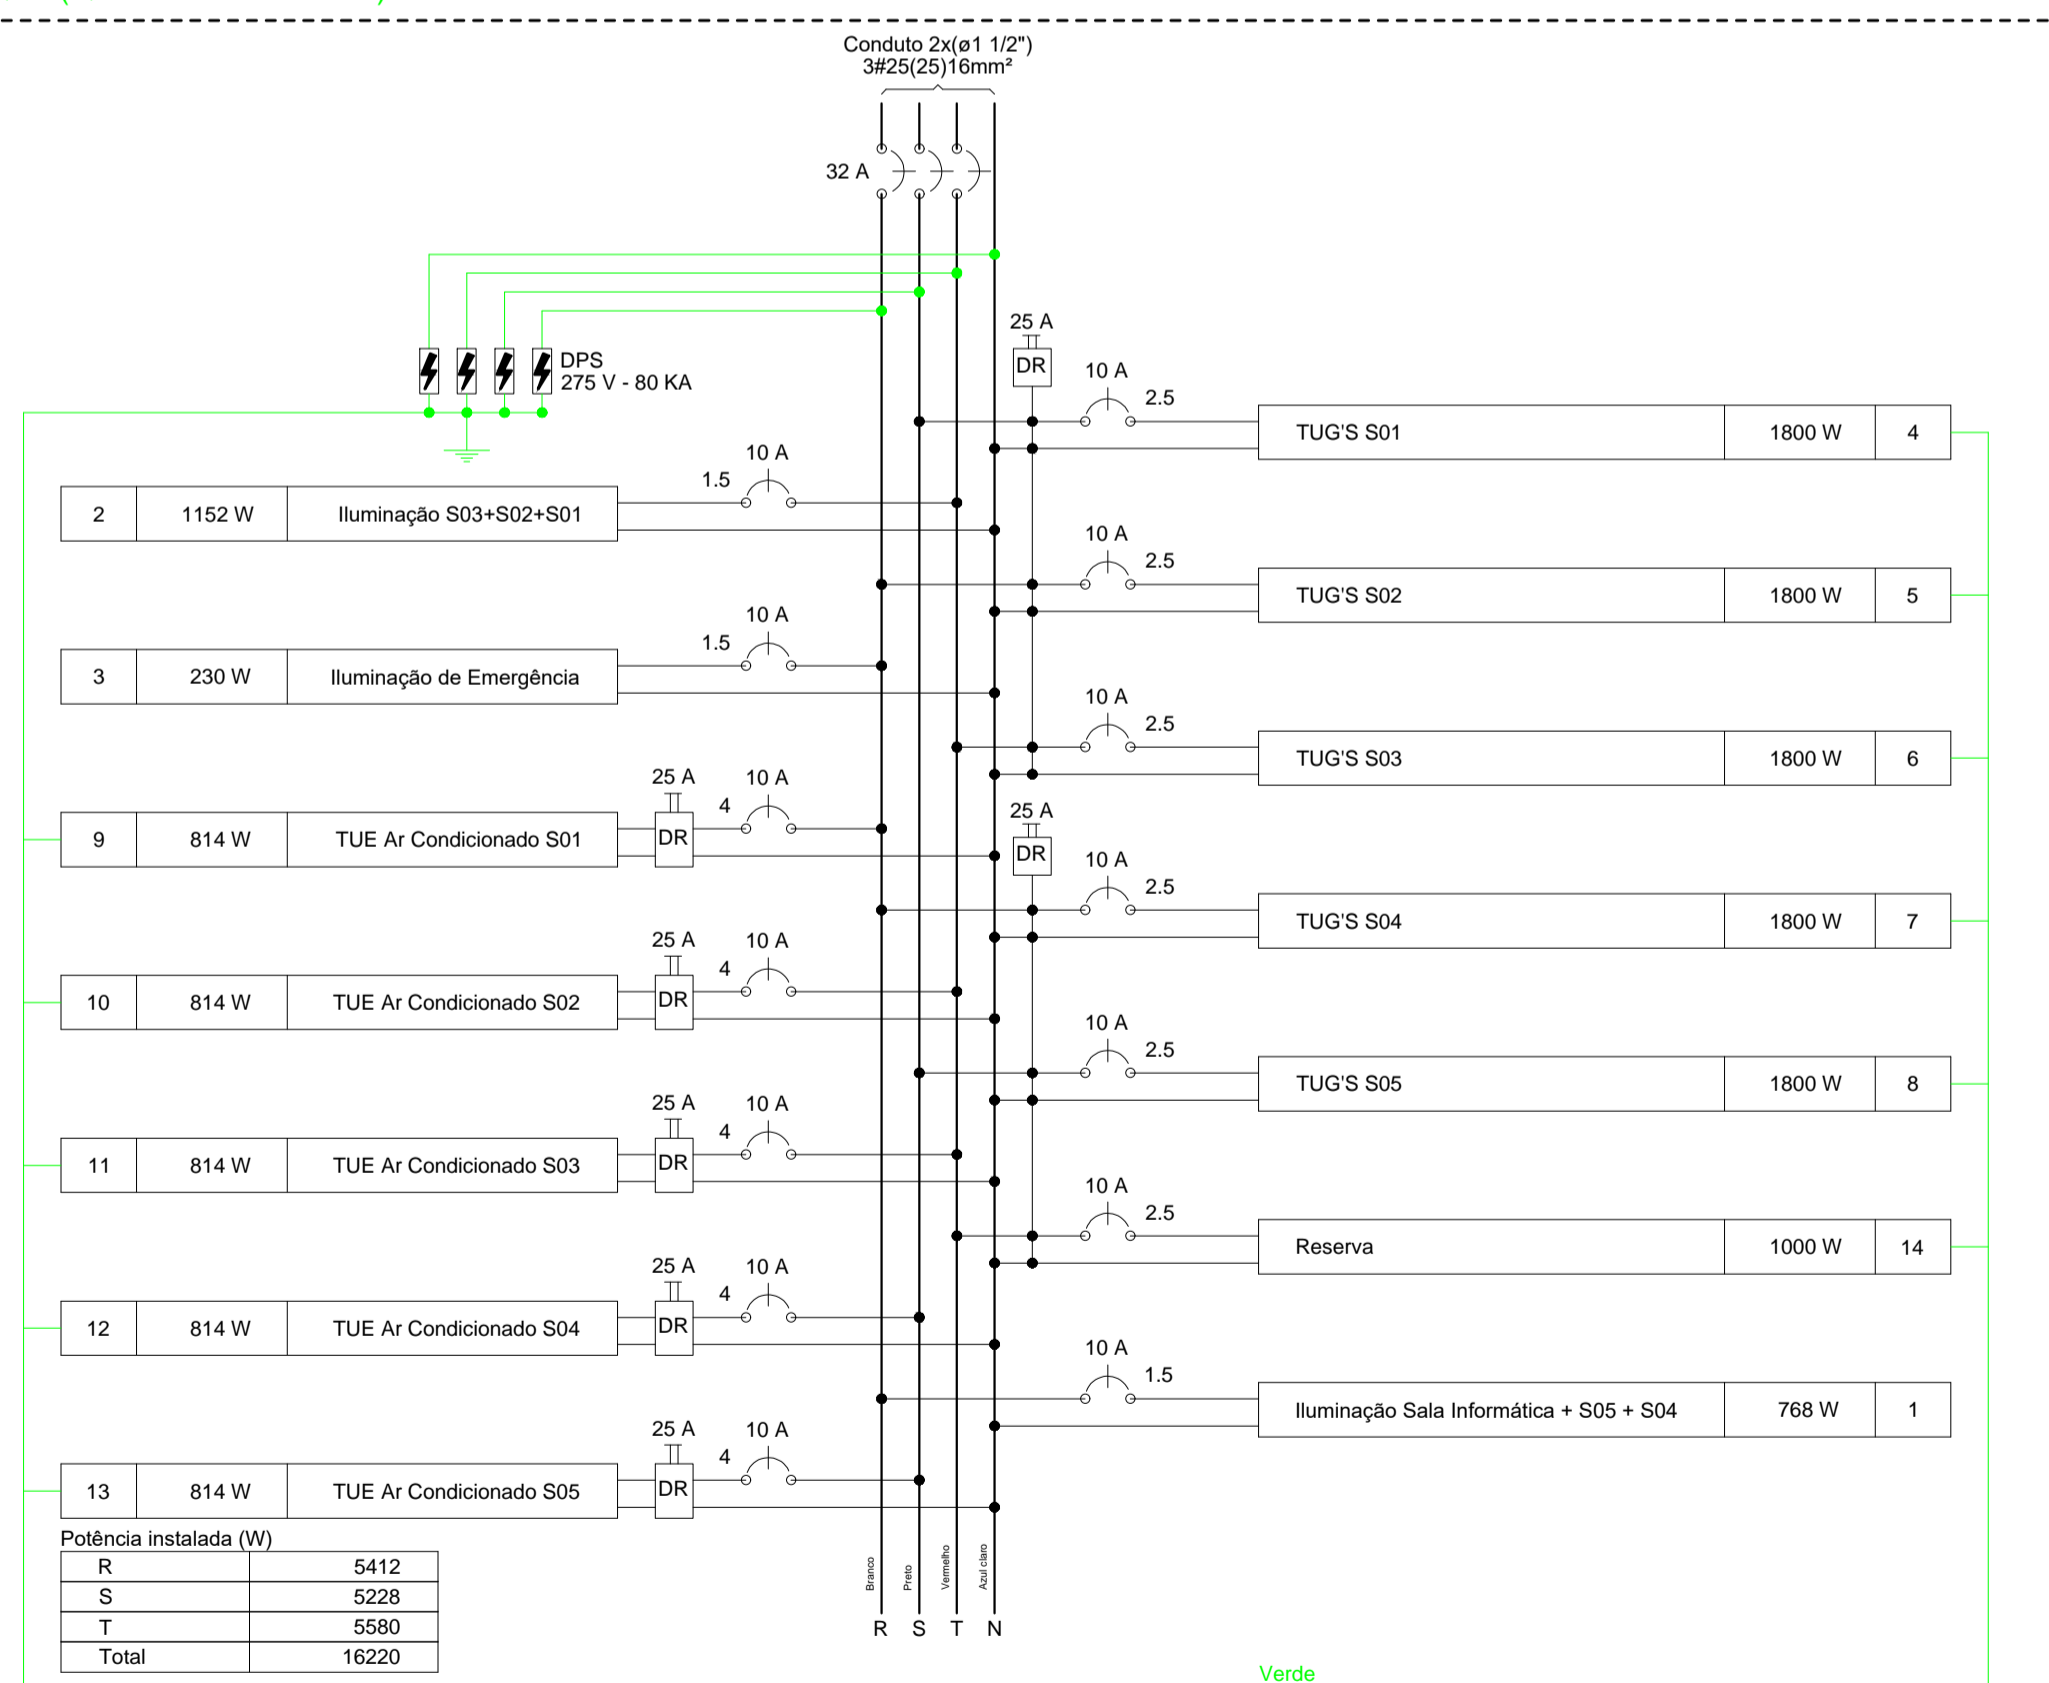 Conduto 2x(ø1 1/2")
3#25(25)16mm²
32 A
DPS
275 V - 80 KA
25 A
DR
10 A
2.5
TUG'S S01 1800 W 4
10 A
1.5
2 1152 W Iluminação S03+S02+S01
10 A
2.5
TUG'S S02 1800 W 5
10 A
1.5
3 230 W Iluminação de Emergência
10 A
2.5
TUG'S S03 1800 W 6
25 A
10 A
4
DR
9 814 W TUE Ar Condicionado S01
25 A
DR
10 A
2.5
TUG'S S04 1800 W 7
25 A
10 A
4
DR
10 814 W TUE Ar Condicionado S02
10 A
2.5
TUG'S S05 1800 W 8
25 A
10 A
4
DR
11 814 W TUE Ar Condicionado S03
10 A
2.5
Reserva 1000 W 14
25 A
10 A
4
DR
12 814 W TUE Ar Condicionado S04
10 A
1.5
Iluminação Sala Informática + S05 + S04 768 W 1
25 A
10 A
4
DR
13 814 W TUE Ar Condicionado S05
Potência instalada (W)
R 5412
S 5228
T 5580
Total 16220
Branco
Preto
Vermelho
Azul claro
R S T N
Verde